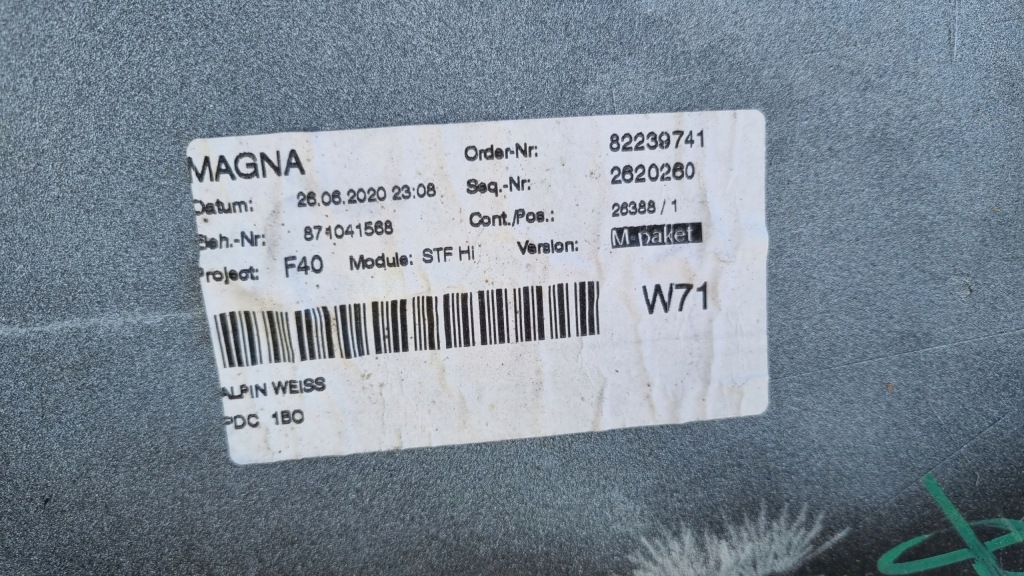 MAGNA
Order-Nr: 82239741
Datum: 26.06.2020 23:08
Seq.-Nr: 2620260
Beh.-Nr: 871041568
Cont./Pos.: 26388 / 1
Project: F40 Module: STF Hi Version: M-paket
W71
ALPIN WEISS
PDC 1BO